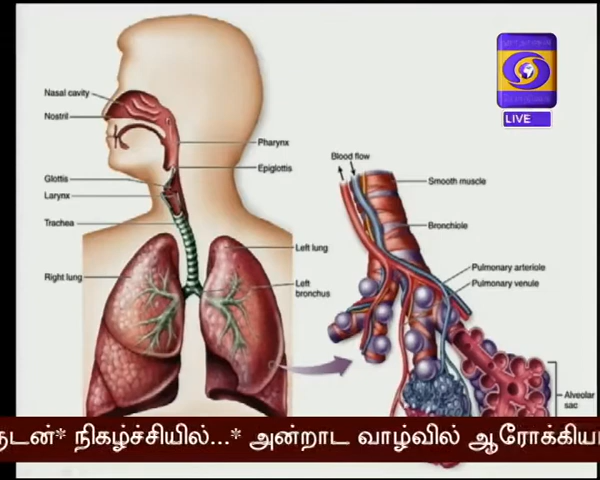 Nasal cavity
Nostril
Pharynx
Epiglottis
Glottis
Larynx
Trachea
Right lung
Left lung
Left
bronchus
Blood flow
Smooth muscle
Bronchiole
Pulmonary arteriole
Pulmonary venule
Alveolar
sac
LIVE
நிகழ்ச்சியில்...* அன்றாட வாழ்வில்